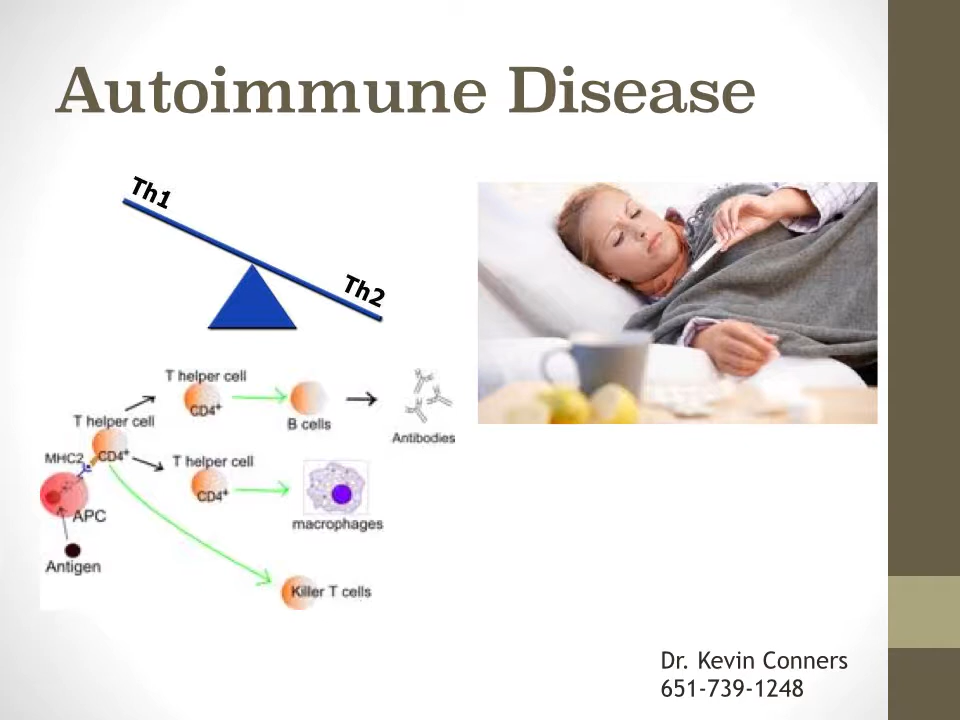 Autoimmune Disease
Th1
Th2
T helper cell
CD4+
B cells
Antibodies
T helper cell
MHC2
CD4+
T helper cell
CD4+
APC
macrophages
Antigen
Killer T cells
Dr. Kevin Conners
651-739-1248